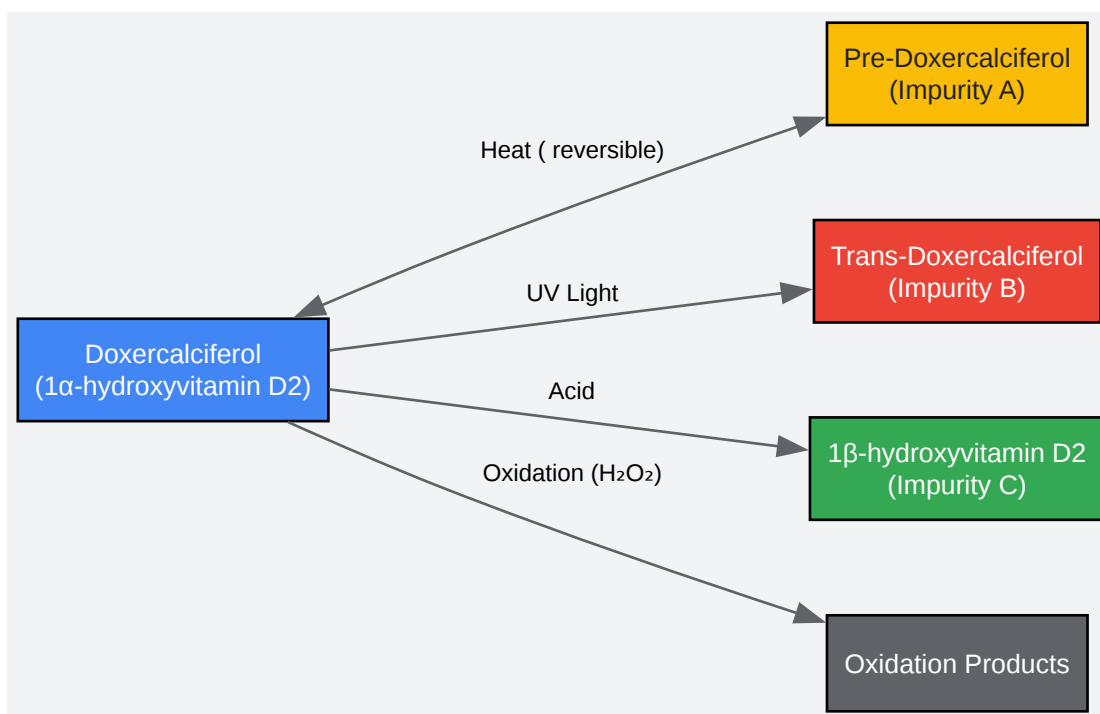 Pre-Doxercalciferol
(Impurity A)
Heat ( reversible)
Trans-Doxercalciferol
(Impurity B)
UV Light
Doxercalciferol
(1α-hydroxyvitamin D2)
Acid
1β-hydroxyvitamin D2
(Impurity C)
Oxidation (H₂O₂)
Oxidation Products